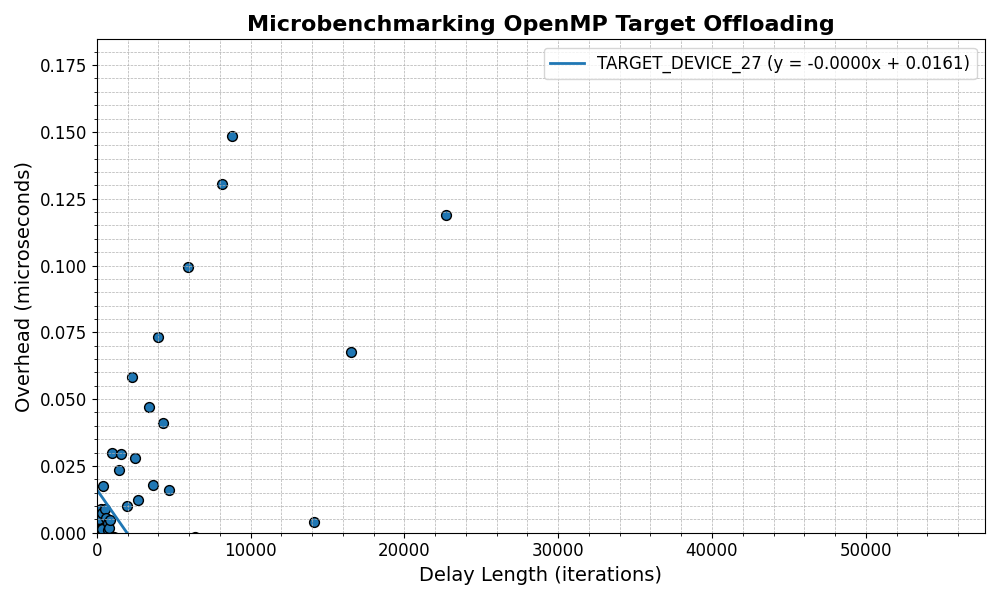 Microbenchmarking OpenMP Target Offloading
TARGET_DEVICE_27 (y = -0.0000x + 0.0161)
Overhead (microseconds)
0.175
0.150
0.125
0.100
0.075
0.050
0.025
0.000
0 10000 20000 30000 40000 50000
Delay Length (iterations)